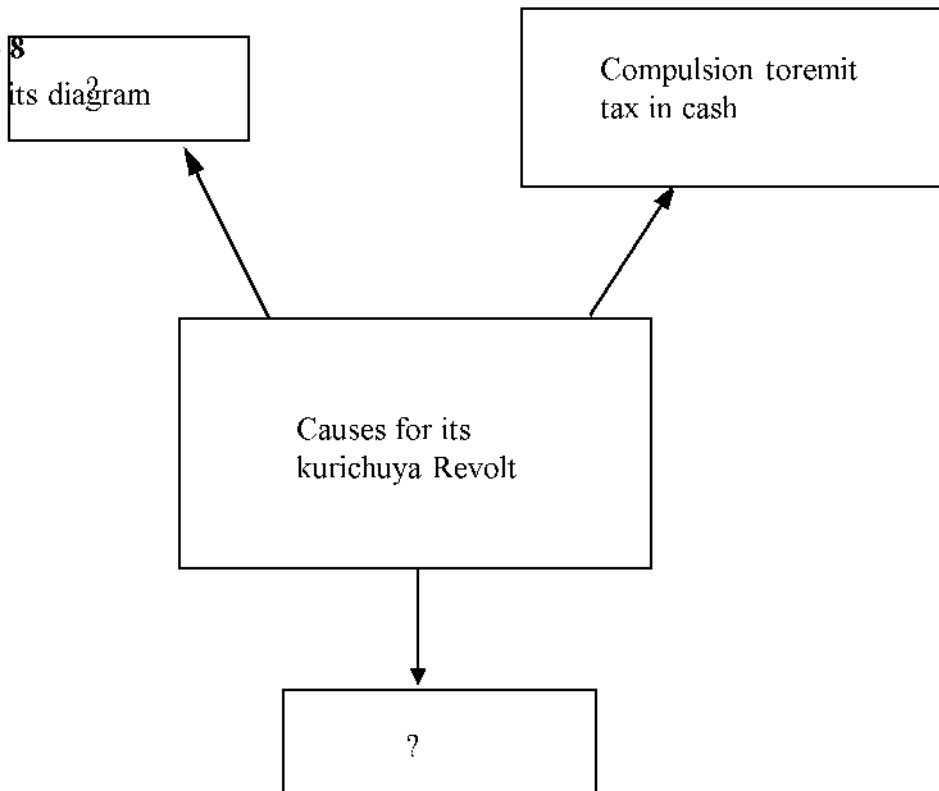 8
?
its diagram
Compulsion toremit
tax in cash
Causes for its
kurichuya Revolt
?